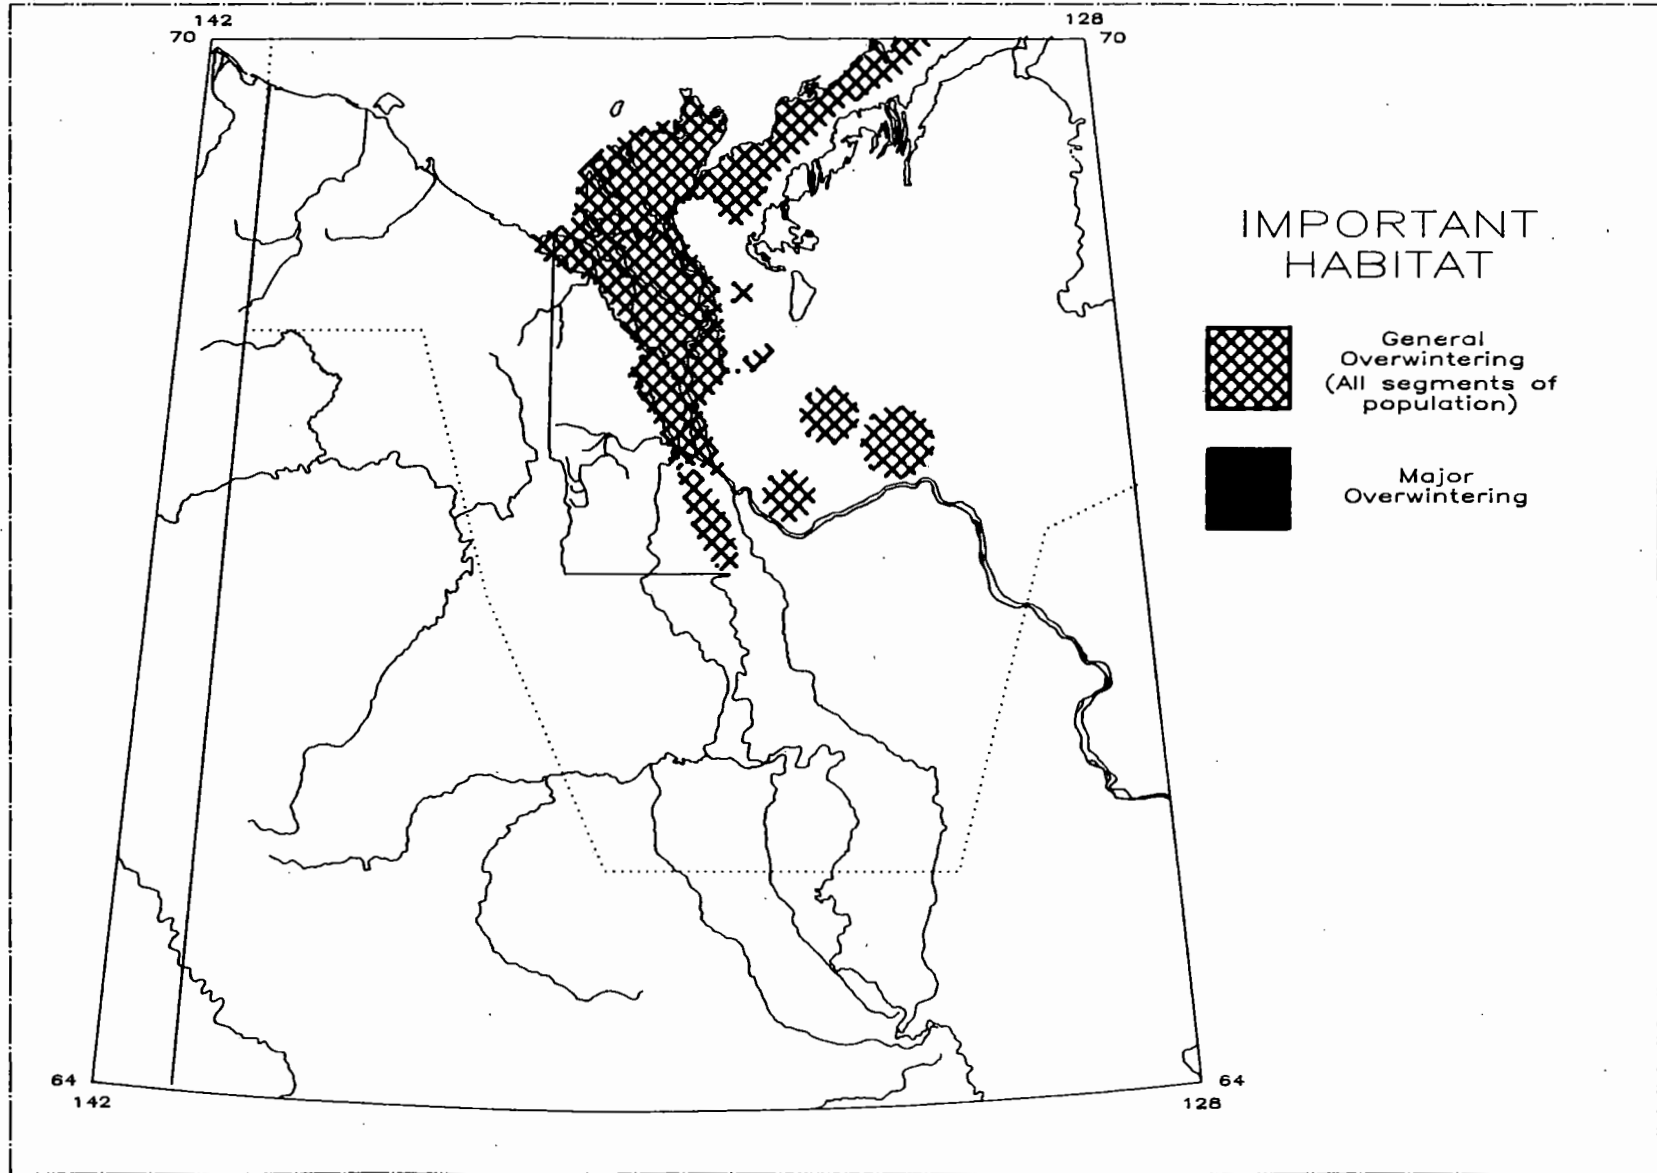 142
128
70
70
IMPORTANT
HABITAT
General
Overwintering
(All segments of
population)
Major
Overwintering
64
64
142
128